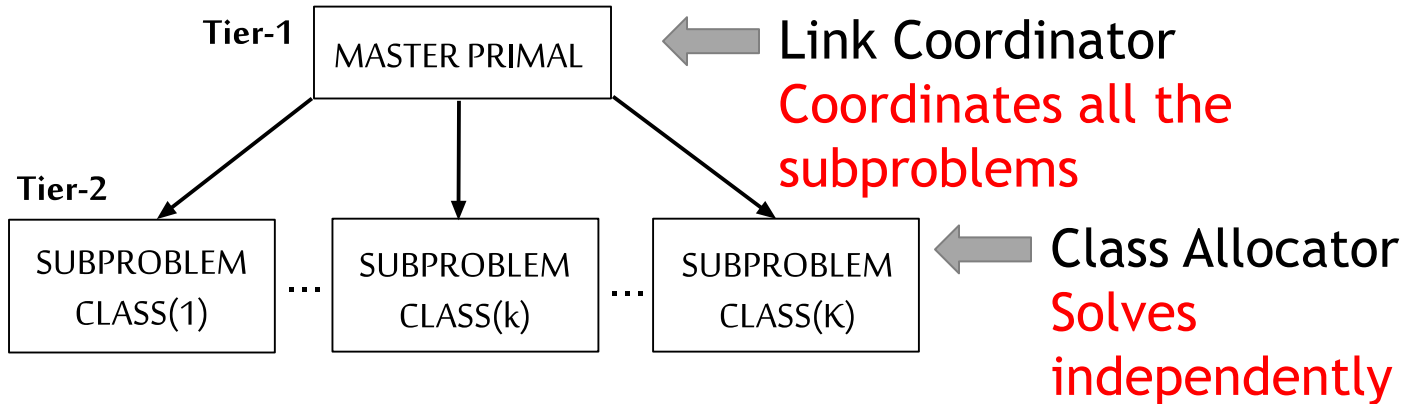 Tier-1
MASTER PRIMAL
Link Coordinator
Coordinates all the
subproblems
Tier-2
SUBPROBLEM
CLASS(1)
...
SUBPROBLEM
CLASS(k)
...
SUBPROBLEM
CLASS(K)
Class Allocator
Solves
independently